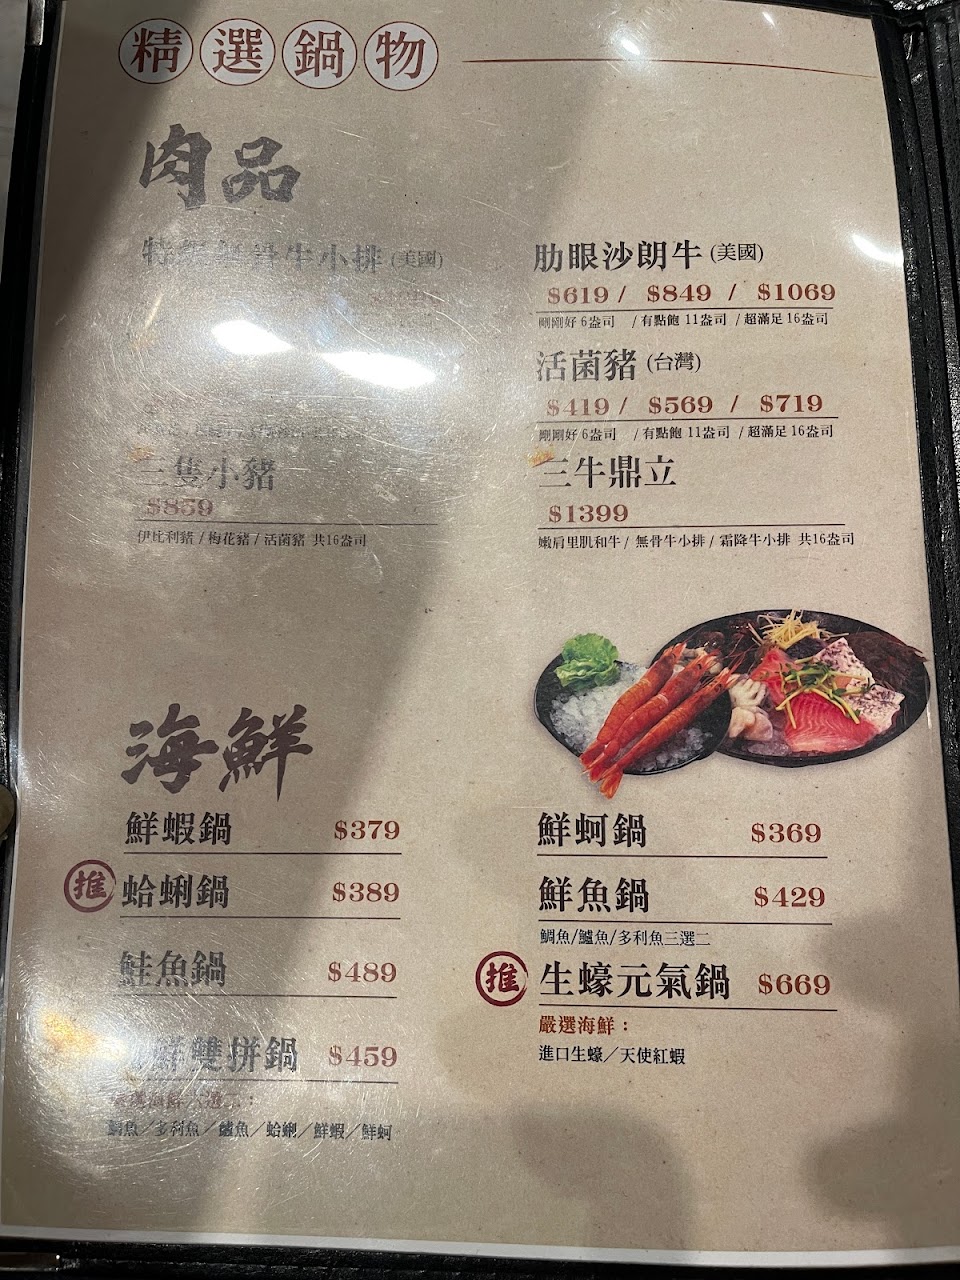 精選鍋物
肉品
特 牛小排 (美國)
肋眼沙朗牛 (美國)
$619 / $849 / $1069
剛剛好 6盎司 / 有點飽 11盎司 / 超滿足 16盎司
活菌豬 (台灣)
$419 / $569 / $719
剛剛好 6盎司 / 有點飽 11盎司 / 超滿足 16盎司
三隻小豬
$859
伊比利豬 / 梅花豬 / 活菌豬 共16盎司
三牛鼎立
$1399
嫩肩里肌和牛 / 無骨牛小排 / 霜降牛小排 共16盎司
海鮮
鮮蝦鍋 $379
推 蛤蜊鍋 $389
鮭魚鍋 $489
鮮雙拼鍋 $459
鯛魚／多利魚／鱸魚／蛤蜊／鮮蝦／鮮蚵
鮮蚵鍋 $369
鮮魚鍋 $429
鯛魚/鱸魚/多利魚三選二
推 生蠔元氣鍋 $669
嚴選海鮮：
進口生蠔／天使紅蝦